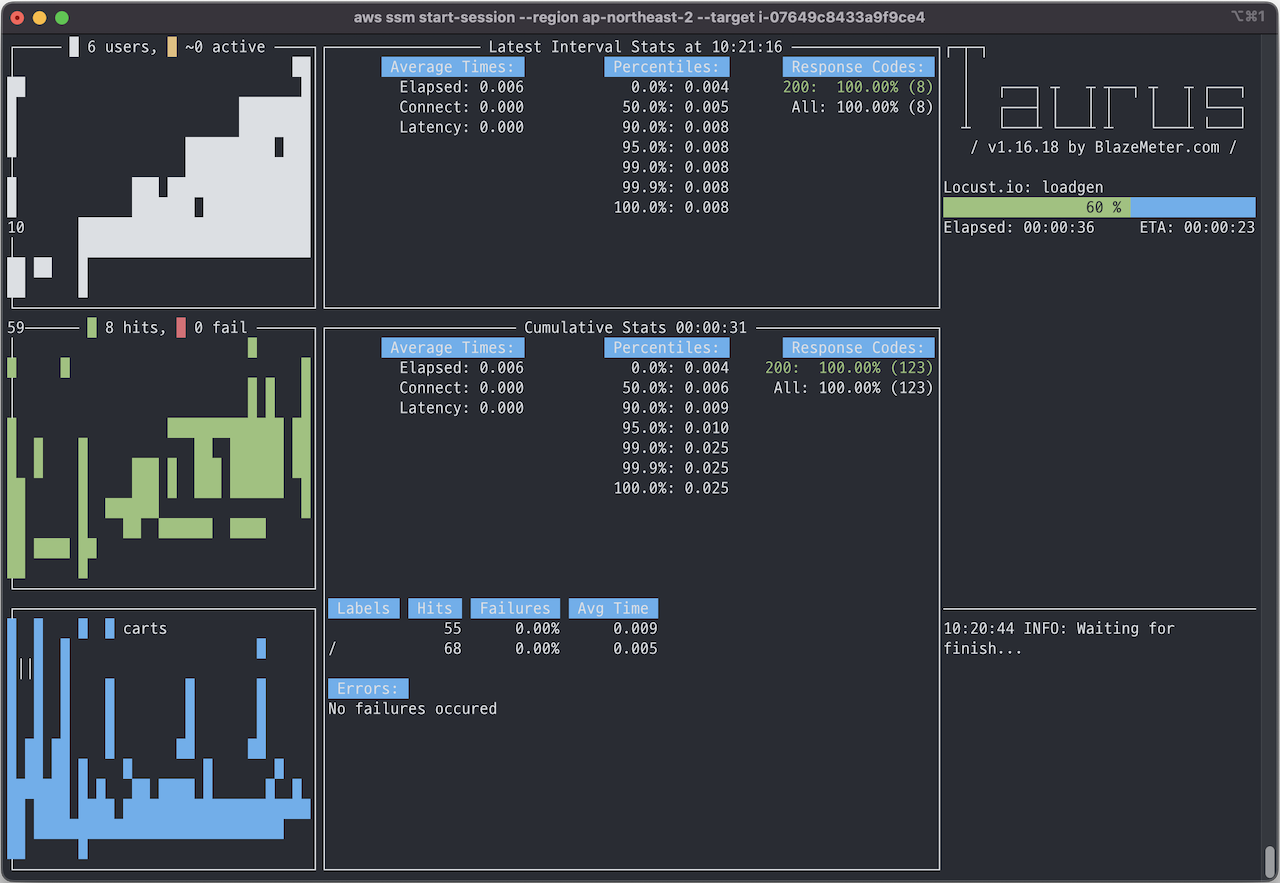 aws ssm start-session --region ap-northeast-2 --target i-07649c8433a9f9ce4
⌥⌘1
6 users, ~0 active
10
59
8 hits, 0 fail
carts
Latest Interval Stats at 10:21:16
Average Times: Percentiles: Response Codes:
Elapsed: 0.006 0.0%: 0.004 200: 100.00% (8)
Connect: 0.000 50.0%: 0.005 All: 100.00% (8)
Latency: 0.000 90.0%: 0.008
95.0%: 0.008
99.0%: 0.008
99.9%: 0.008
100.0%: 0.008
Cumulative Stats 00:00:31
Average Times: Percentiles: Response Codes:
Elapsed: 0.006 0.0%: 0.004 200: 100.00% (123)
Connect: 0.000 50.0%: 0.006 All: 100.00% (123)
Latency: 0.000 90.0%: 0.009
95.0%: 0.010
99.0%: 0.025
99.9%: 0.025
100.0%: 0.025
Labels Hits Failures Avg Time
55 0.00% 0.009
/ 68 0.00% 0.005
Errors:
No failures occured
Taurus
/ v1.16.18 by BlazeMeter.com /
Locust.io: loadgen
60 %
Elapsed: 00:00:36 ETA: 00:00:23
10:20:44 INFO: Waiting for
finish...